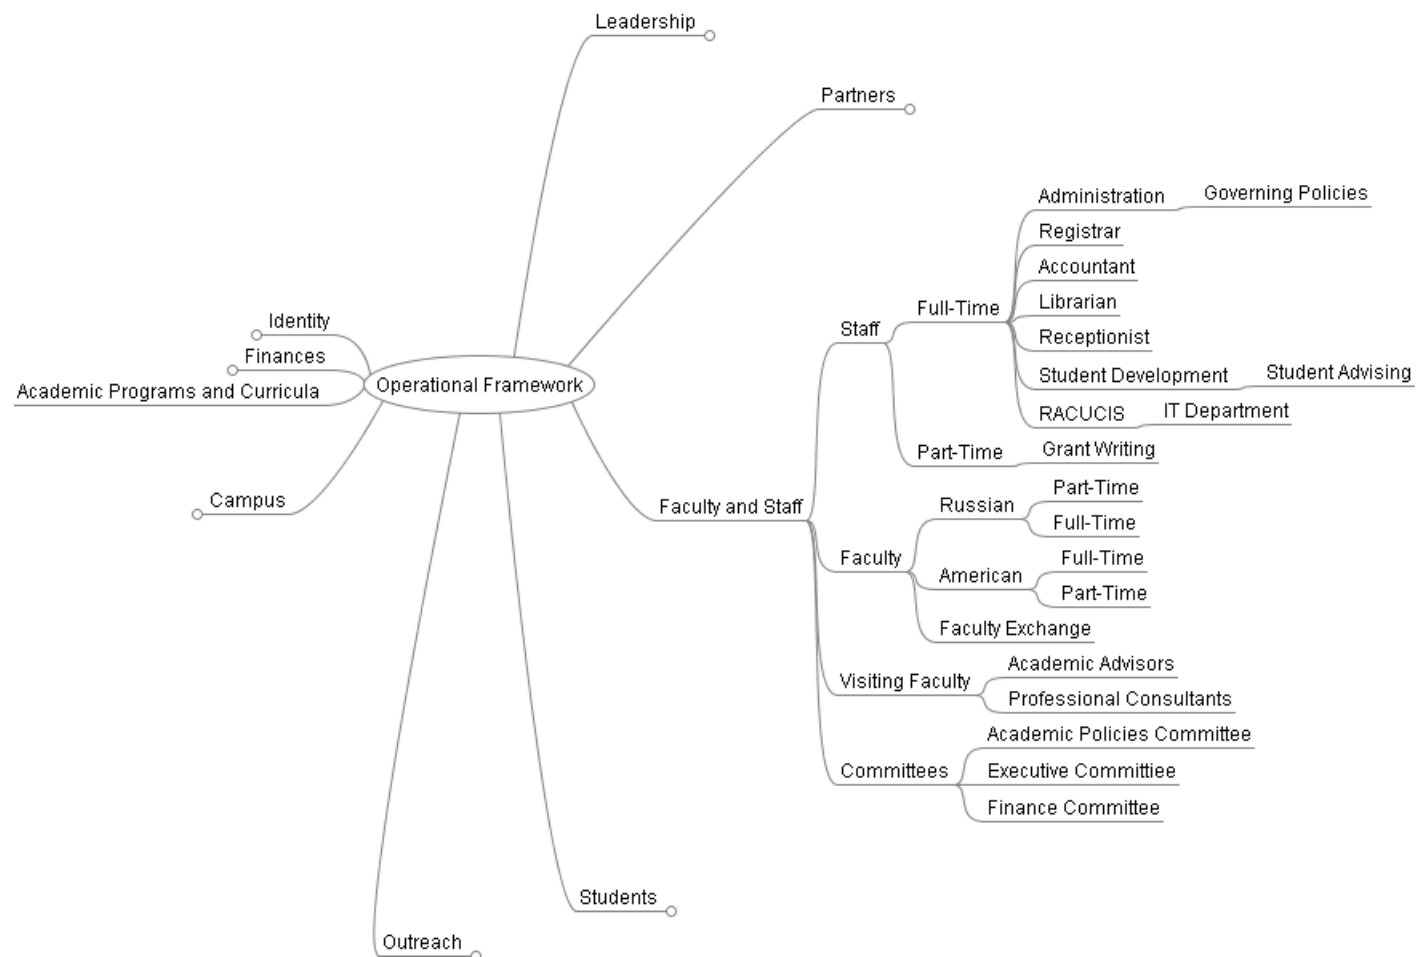 Leadership
Partners
Administration
Governing Policies
Registrar
Accountant
Librarian
Full-Time
Receptionist
Staff
Student Development
Student Advising
RACUCIS
IT Department
Part-Time
Grant Writing
Identity
Finances
Academic Programs and Curricula
Operational Framework
Campus
Faculty and Staff
Russian
Part-Time
Full-Time
Faculty
American
Full-Time
Part-Time
Faculty Exchange
Visiting Faculty
Academic Advisors
Professional Consultants
Committees
Academic Policies Committee
Executive Committiee
Finance Committee
Students
Outreach